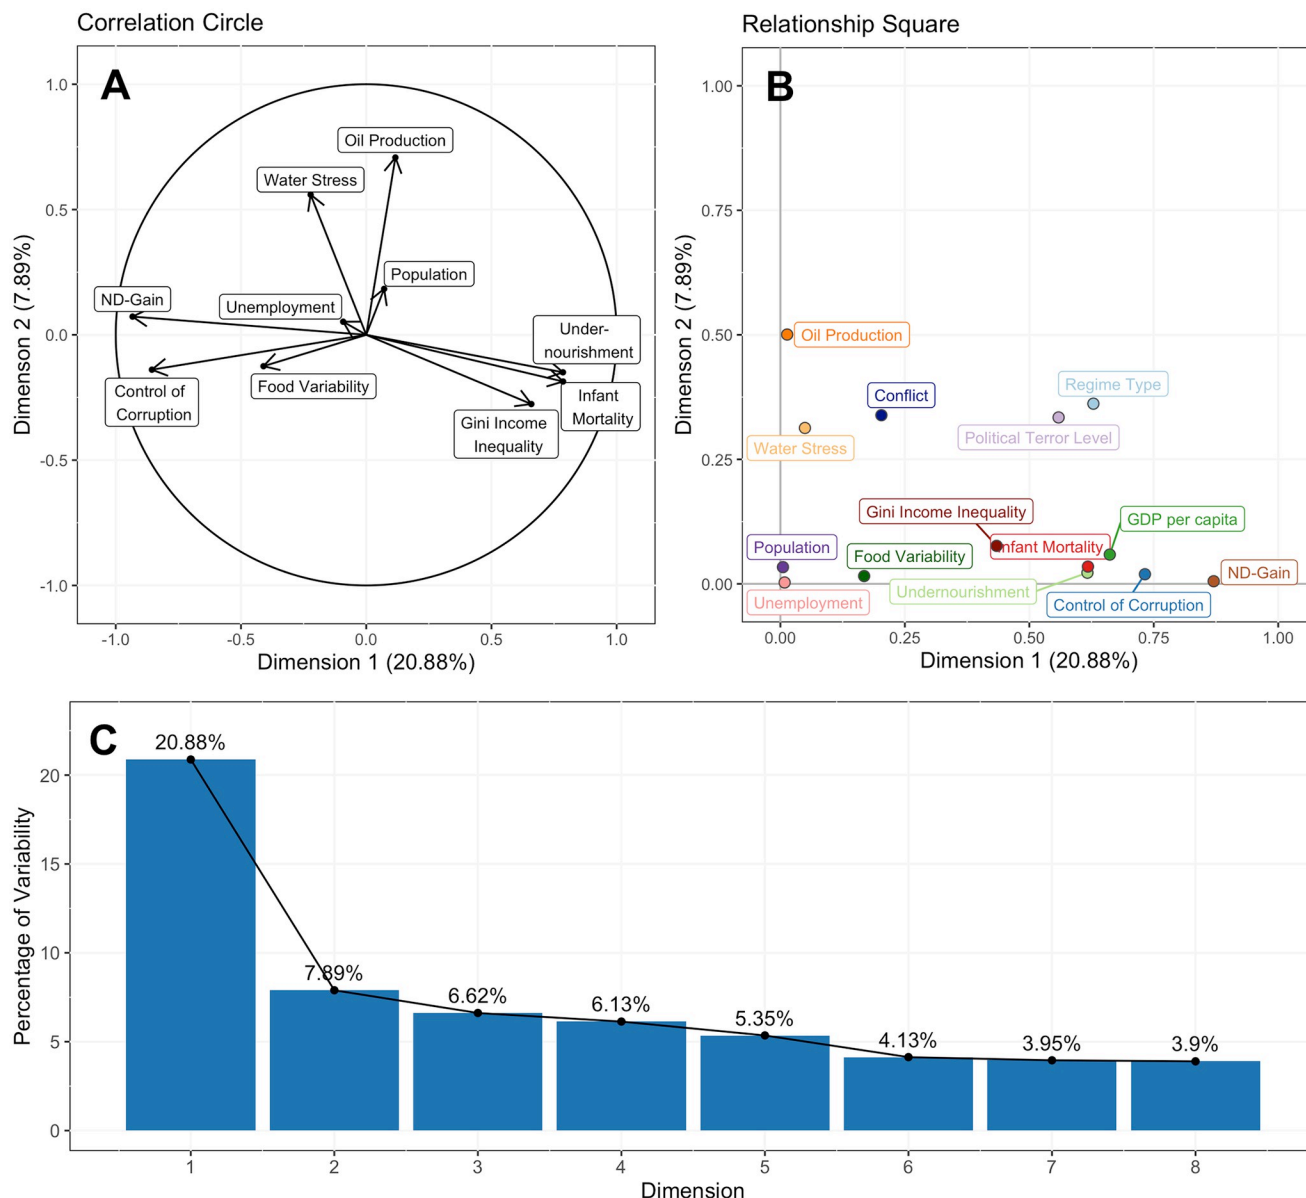 Correlation Circle
A
Oil Production
Water Stress
Population
ND-Gain
Unemployment
Under-
nourishment
Control of
Corruption
Food Variability
Infant
Mortality
Gini Income
Inequality
1.0
0.5
0.0
-0.5
-1.0
-1.0
-0.5
0.0
0.5
1.0
Dimension 2 (7.89%)
Dimension 1 (20.88%)
Relationship Square
B
Oil Production
Regime Type
Conflict
Political Terror Level
Water Stress
Gini Income Inequality
GDP per capita
Population
Infant Mortality
Food Variability
ND-Gain
Undernourishment
Unemployment
Control of Corruption
1.00
0.75
0.50
0.25
0.00
0.00
0.25
0.50
0.75
1.00
Dimenson 2 (7.89%)
Dimension 1 (20.88%)
C
20.88%
7.89%
6.62%
6.13%
5.35%
4.13%
3.95%
3.9%
20
15
10
5
0
1
2
3
4
5
6
7
8
Percentage of Variability
Dimension